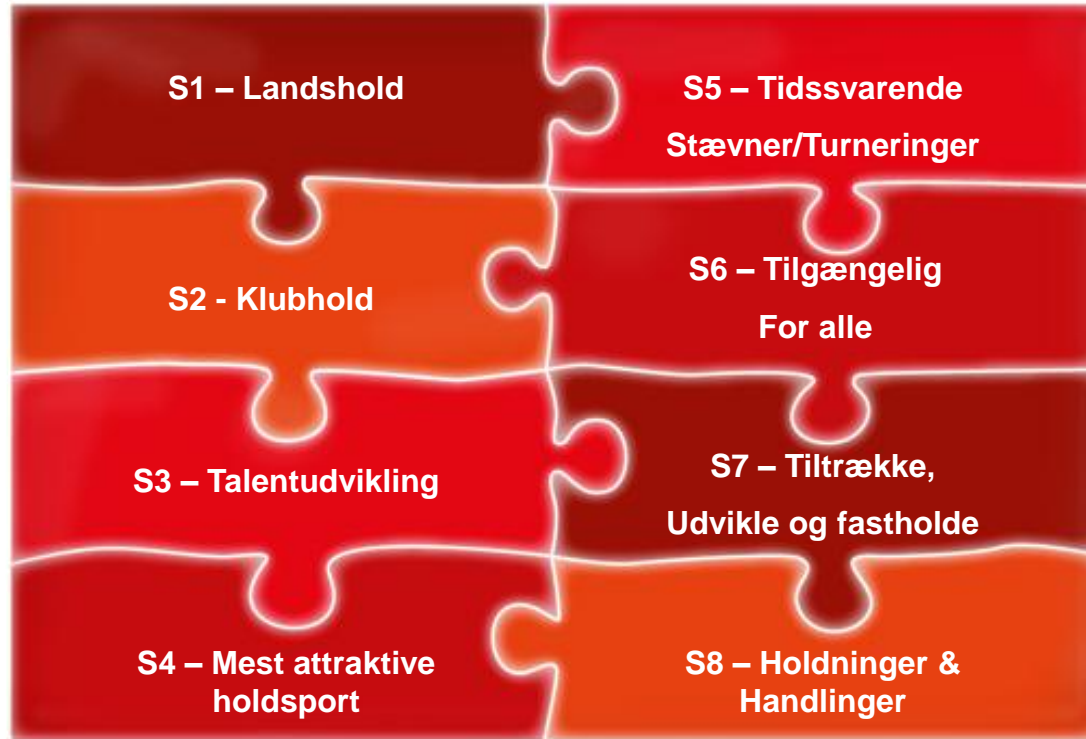 S1 – Landshold
S2 - Klubhold
S3 – Talentudvikling
S4 – Mest attraktive
holdsport
S5 – Tidssvarende
Stævner/Turneringer
S6 – Tilgængelig
For alle
S7 – Tiltrække,
Udvikle og fastholde
S8 – Holdninger &
Handlinger